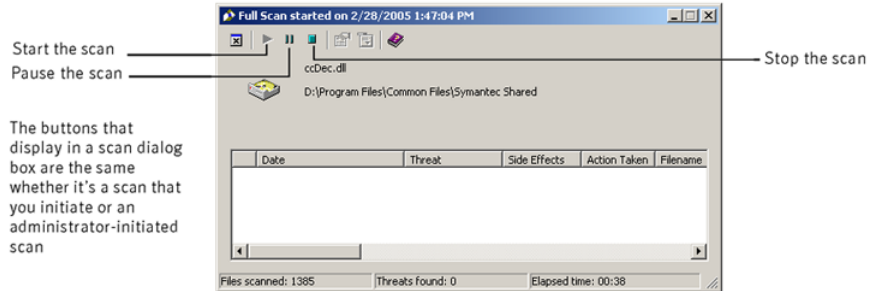 Full Scan started on 2/28/2005 1:47:04 PM
Start the scan
Pause the scan
Stop the scan
ccDec.dll
D:\Program Files\Common Files\Symantec Shared
The buttons that
display in a scan dialog
box are the same
whether it's a scan that
you initiate or an
administrator-initiated
scan
Date Threat Side Effects Action Taken Filename
Files scanned: 1385 Threats found: 0 Elapsed time: 00:38